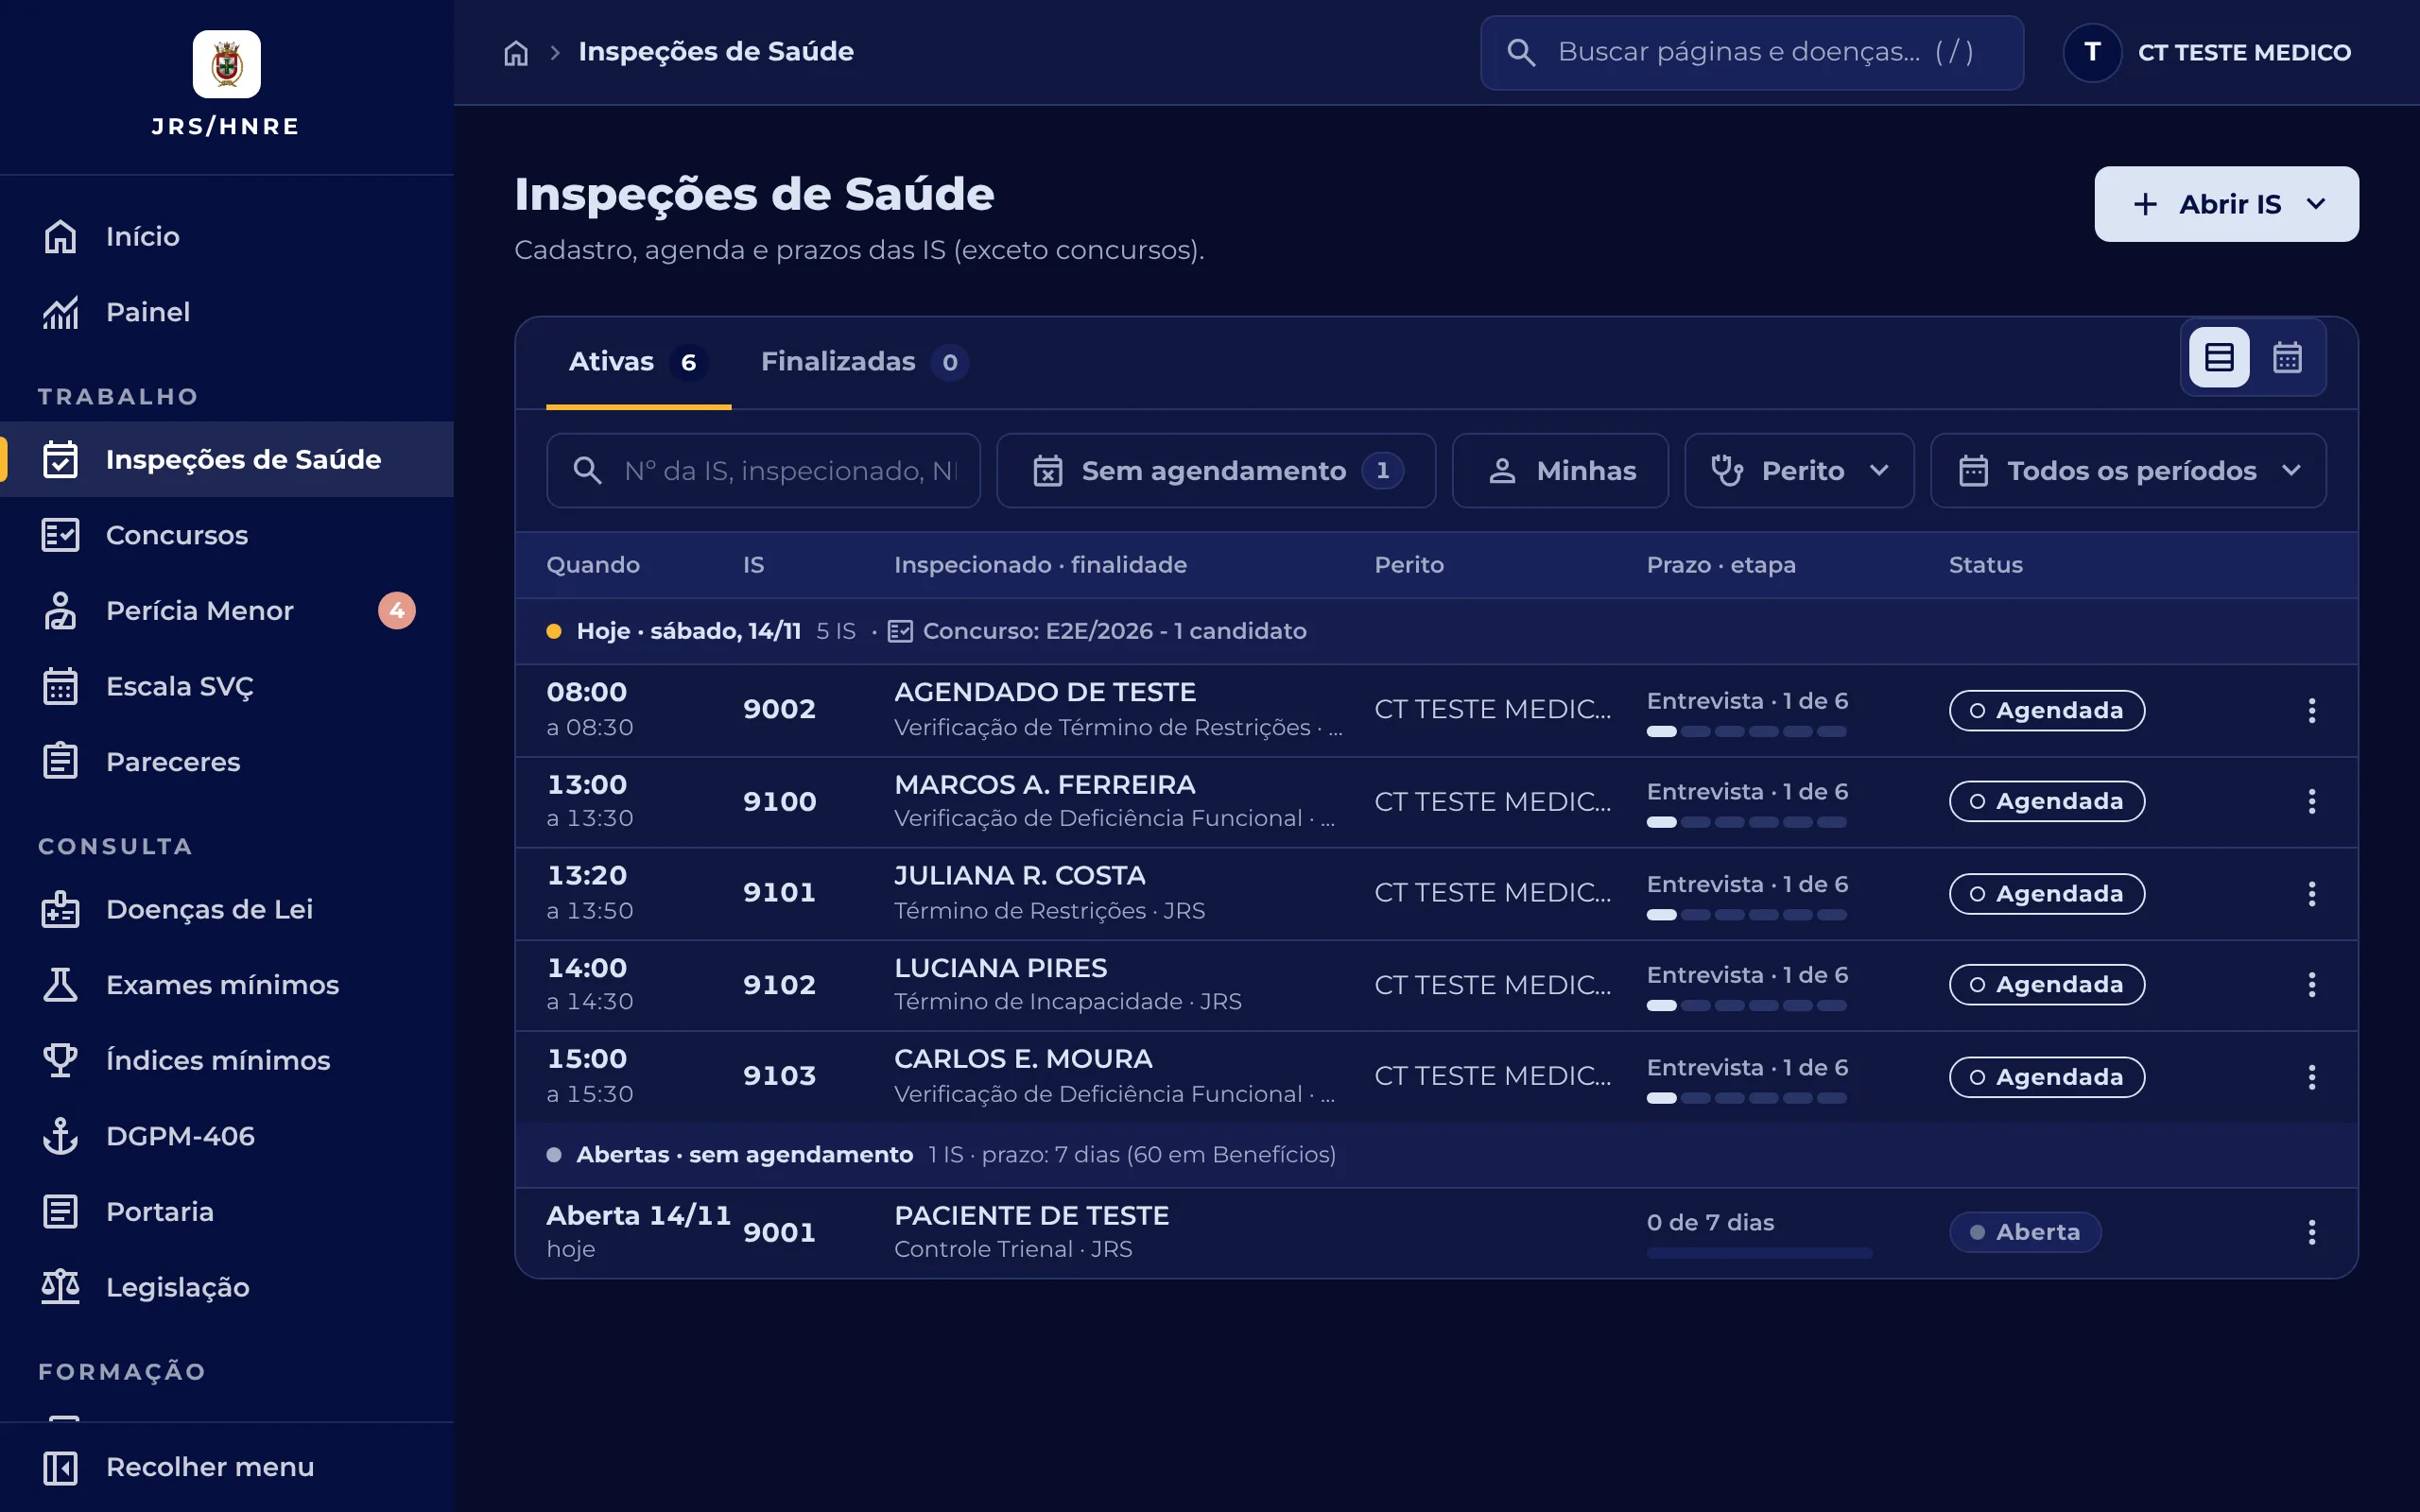 JRS/HNRE
Início
Painel
TRABALHO
Inspeções de Saúde
Concursos
Perícia Menor 4
Escala SVÇ
Pareceres
CONSULTA
Doenças de Lei
Exames mínimos
Índices mínimos
DGPM-406
Portaria
Legislação
FORMAÇÃO
Recolher menu
Inspeções de Saúde
Buscar páginas e doenças... ( / )
T CT TESTE MEDICO
Inspeções de Saúde
Cadastro, agenda e prazos das IS (exceto concursos).
Abrir IS
Ativas 6 Finalizadas 0
Nº da IS, inspecionado, NI
Sem agendamento 1
Minhas
Perito
Todos os períodos
Quando IS Inspecionado · finalidade Perito Prazo · etapa Status
Hoje · sábado, 14/11 5 IS · Concurso: E2E/2026 - 1 candidato
08:00 9002 AGENDADO DE TESTE CT TESTE MEDIC... Entrevista · 1 de 6 Agendada
a 08:30 Verificação de Término de Restrições · ...
13:00 9100 MARCOS A. FERREIRA CT TESTE MEDIC... Entrevista · 1 de 6 Agendada
a 13:30 Verificação de Deficiência Funcional · ...
13:20 9101 JULIANA R. COSTA CT TESTE MEDIC... Entrevista · 1 de 6 Agendada
a 13:50 Término de Restrições · JRS
14:00 9102 LUCIANA PIRES CT TESTE MEDIC... Entrevista · 1 de 6 Agendada
a 14:30 Término de Incapacidade · JRS
15:00 9103 CARLOS E. MOURA CT TESTE MEDIC... Entrevista · 1 de 6 Agendada
a 15:30 Verificação de Deficiência Funcional · ...
Abertas · sem agendamento 1 IS · prazo: 7 dias (60 em Benefícios)
Aberta 14/11 9001 PACIENTE DE TESTE 0 de 7 dias Aberta
hoje Controle Trienal · JRS